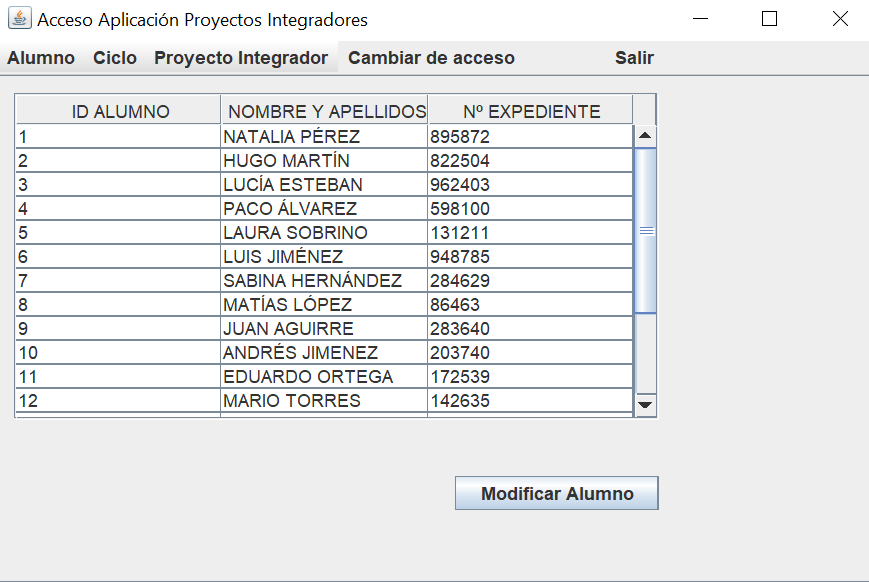 Acceso Aplicación Proyectos Integradores
Alumno Ciclo Proyecto Integrador Cambiar de acceso Salir
ID ALUMNO NOMBRE Y APELLIDOS Nº EXPEDIENTE
1 NATALIA PÉREZ 895872
2 HUGO MARTÍN 822504
3 LUCÍA ESTEBAN 962403
4 PACO ÁLVAREZ 598100
5 LAURA SOBRINO 131211
6 LUIS JIMÉNEZ 948785
7 SABINA HERNÁNDEZ 284629
8 MATÍAS LÓPEZ 86463
9 JUAN AGUIRRE 283640
10 ANDRÉS JIMENEZ 203740
11 EDUARDO ORTEGA 172539
12 MARIO TORRES 142635
Modificar Alumno